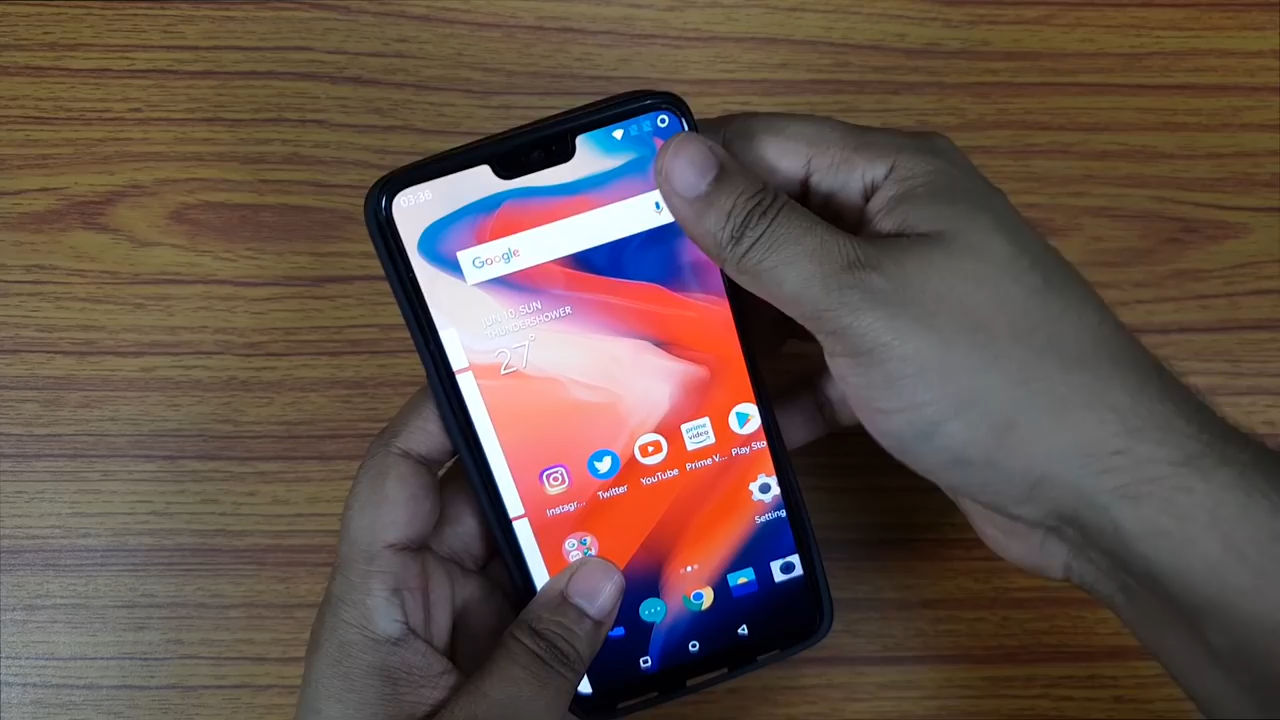 03:36
Google
JUN 10, SUN
THUNDERSHOWER
27°
prime video
Instagr...
Twitter
YouTube
Prime V...
Play Sto
Setting